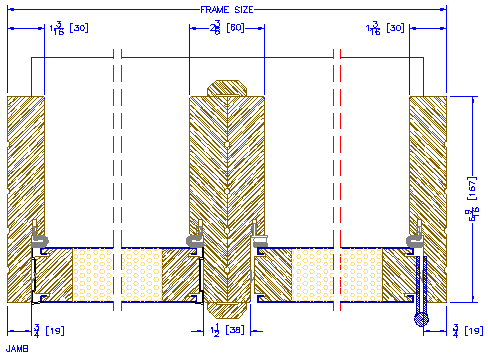 FRAME SIZE
1 3/16 [30]
2 3/8 [60]
1 3/16 [30]
6 9/16 [167]
3/4 [19]
1 1/2 [38]
3/4 [19]
JAMB